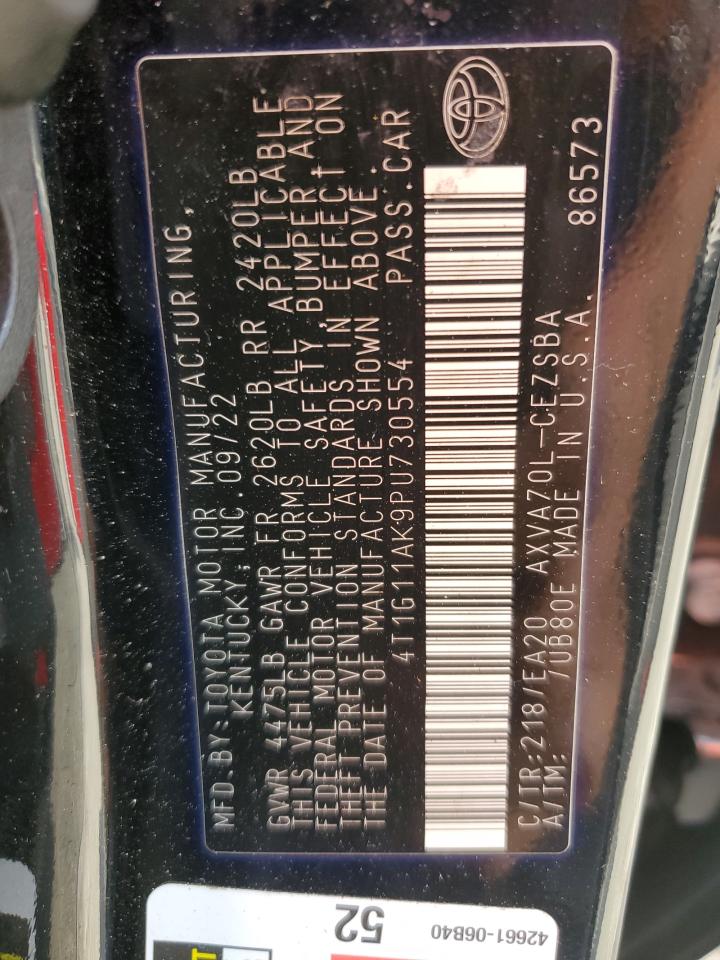 MFD.BY:TOYOTA MOTOR MANUFACTURING,
KENTUCKY,INC.09/22
GVWR 4475LB GAWR FR 2620LB RR 2420LB
THIS VEHICLE CONFORMS TO ALL APPLICABLE
FEDERAL MOTOR VEHICLE SAFETY,BUMPER AND
THEFT PREVENTION STANDARDS IN EFFECT ON
THE DATE OF MANUFACTURE SHOWN ABOVE.
4T1G11AK9PU730554 PASS.CAR
C/TR:218/EA20 AXVA70L-CEZSBA
A/TM: /UB80E MADE IN U.S.A. 86573
52
42661-06B40